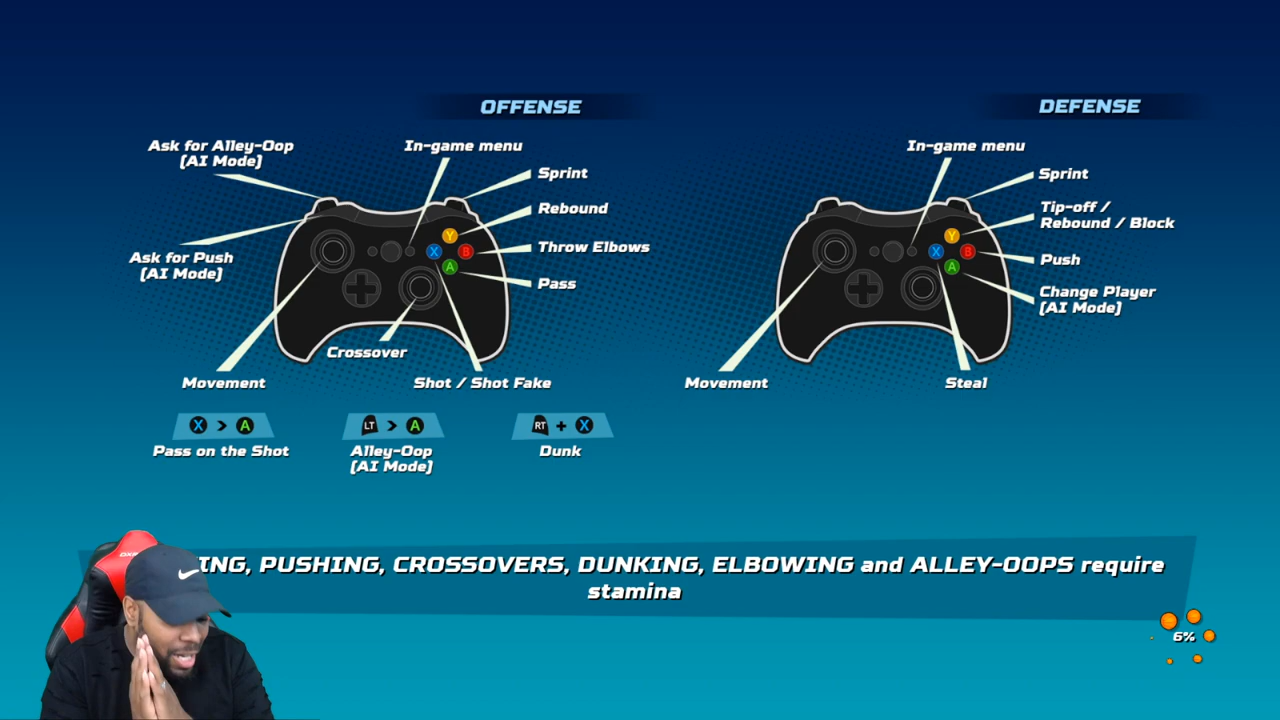 OFFENSE
Ask for Alley-Oop
[AI Mode]
In-game menu
Sprint
Rebound
Throw Elbows
Pass
Ask for Push
[AI Mode]
Y
X
B
A
Crossover
Movement
Shot / Shot Fake
X > A
Pass on the Shot
LT > A
Alley-Oop
[AI Mode]
RT + X
Dunk
DEFENSE
In-game menu
Sprint
Tip-off /
Rebound / Block
Push
Change Player
[AI Mode]
Y
X
B
A
Movement
Steal
PUSHING, CROSSOVERS, DUNKING, ELBOWING and ALLEY-OOPS require
stamina
6%